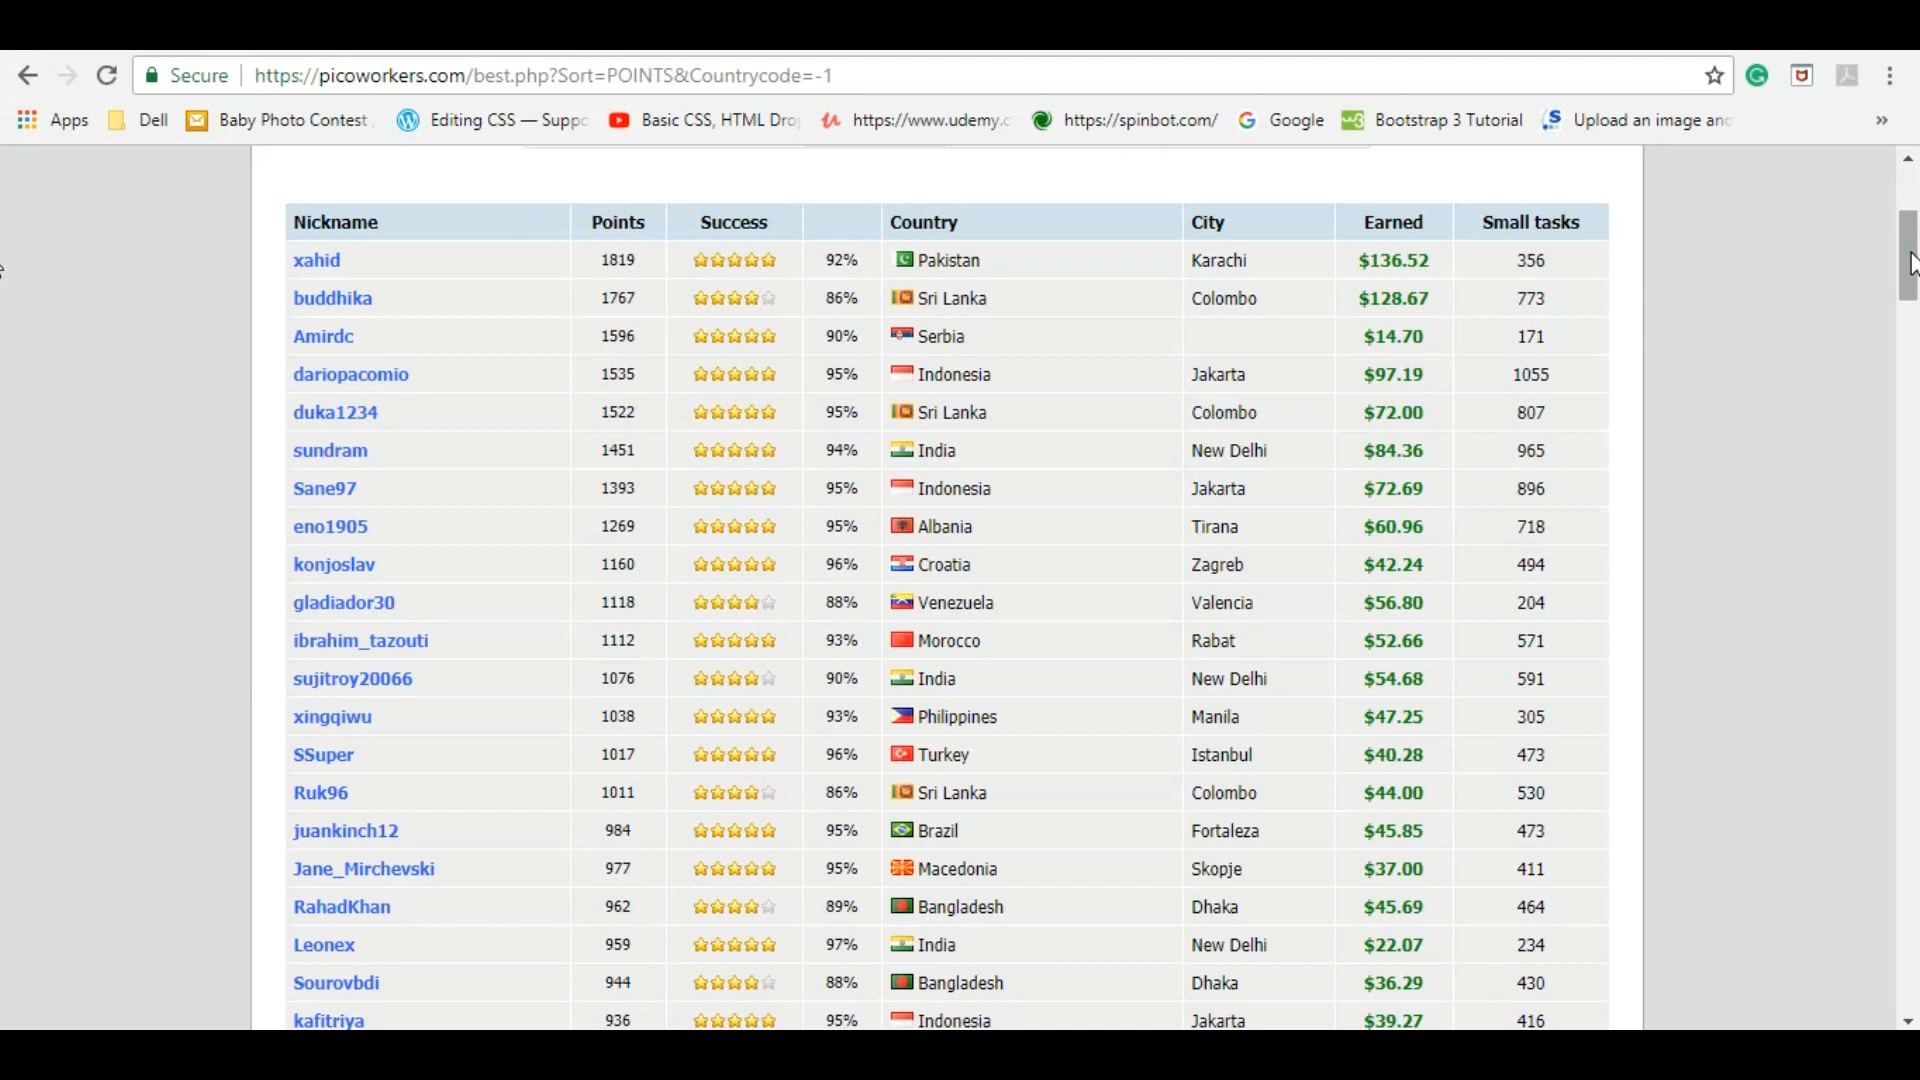 Secure https://picoworkers.com/best.php?Sort=POINTS&Countrycode=-1
Apps Dell Baby Photo Contest Editing CSS — Suppo Basic CSS, HTML Dro https://www.udemy.c https://spinbot.com/ Google Bootstrap 3 Tutorial Upload an image and »
Nickname Points Success Country City Earned Small tasks
xahid 1819 92% Pakistan Karachi $136.52 356
buddhika 1767 86% Sri Lanka Colombo $128.67 773
Amirdc 1596 90% Serbia $14.70 171
dariopacomio 1535 95% Indonesia Jakarta $97.19 1055
duka1234 1522 95% Sri Lanka Colombo $72.00 807
sundram 1451 94% India New Delhi $84.36 965
Sane97 1393 95% Indonesia Jakarta $72.69 896
eno1905 1269 95% Albania Tirana $60.96 718
konjoslav 1160 96% Croatia Zagreb $42.24 494
gladiador30 1118 88% Venezuela Valencia $56.80 204
ibrahim_tazouti 1112 93% Morocco Rabat $52.66 571
sujitroy20066 1076 90% India New Delhi $54.68 591
xingqiwu 1038 93% Philippines Manila $47.25 305
SSuper 1017 96% Turkey Istanbul $40.28 473
Ruk96 1011 86% Sri Lanka Colombo $44.00 530
juankinch12 984 95% Brazil Fortaleza $45.85 473
Jane_Mirchevski 977 95% Macedonia Skopje $37.00 411
RahadKhan 962 89% Bangladesh Dhaka $45.69 464
Leonex 959 97% India New Delhi $22.07 234
Sourovbdi 944 88% Bangladesh Dhaka $36.29 430
kafitriya 936 95% Indonesia Jakarta $39.27 416